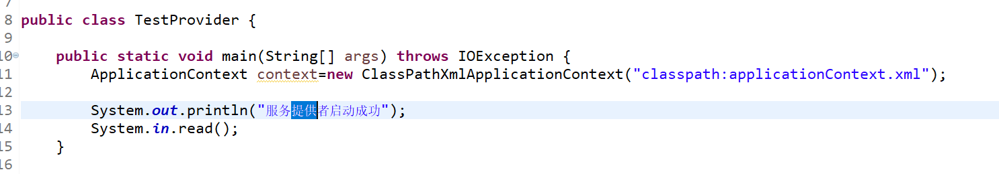 7
8 public class TestProvider {
9
10 public static void main(String[] args) throws IOException {
11 ApplicationContext context=new ClassPathXmlApplicationContext("classpath:applicationContext.xml");
12
13 System.out.println("服务提供者启动成功");
14 System.in.read();
15 }
16